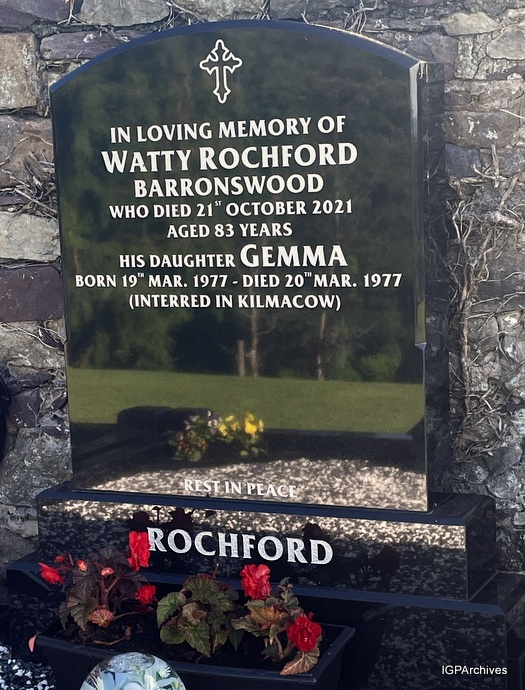 IN LOVING MEMORY OF
WATTY ROCHFORD
BARRONSWOOD
WHO DIED 21ST OCTOBER 2021
AGED 83 YEARS
HIS DAUGHTER GEMMA
BORN 19TH MAR. 1977 - DIED 20TH MAR. 1977
(INTERRED IN KILMACOW)
REST IN PEACE
ROCHFORD
IGPArchives